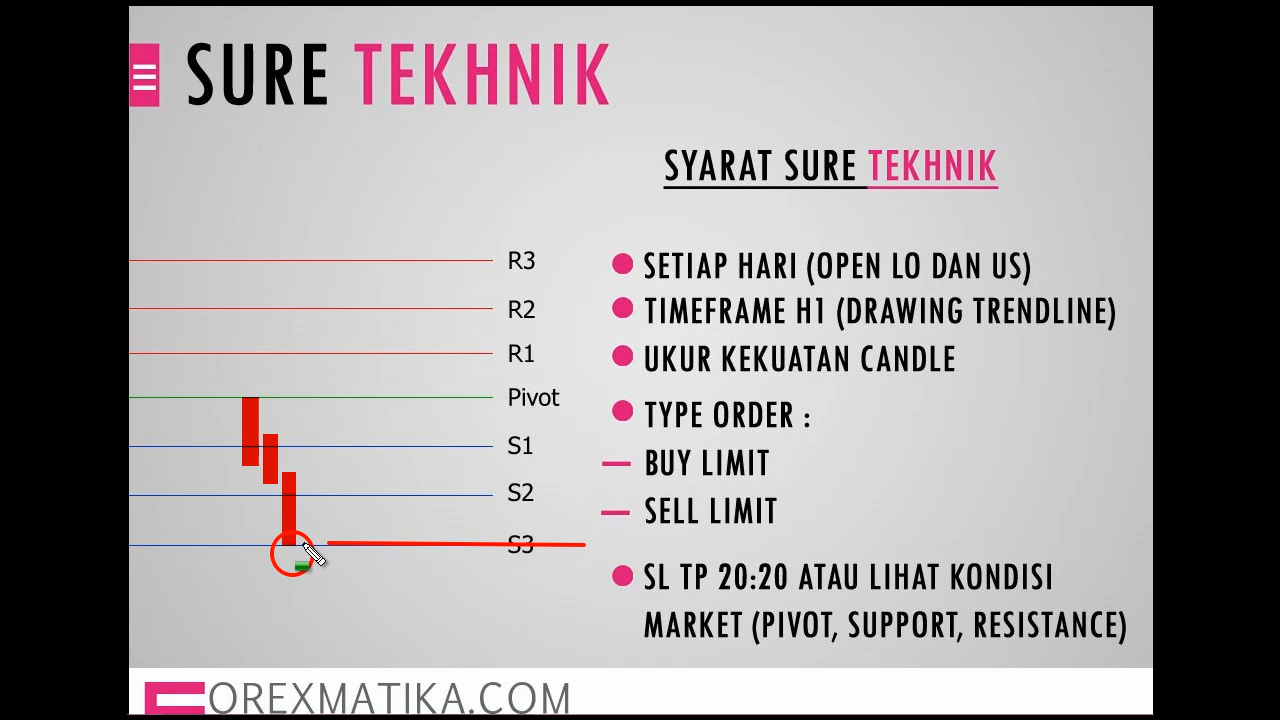 SURE TEKHNIK
SYARAT SURE TEKHNIK
R3
R2
R1
Pivot
S1
S2
S3
SETIAP HARI (OPEN LO DAN US)
TIMEFRAME H1 (DRAWING TRENDLINE)
UKUR KEKUATAN CANDLE
TYPE ORDER :
BUY LIMIT
SELL LIMIT
SL TP 20:20 ATAU LIHAT KONDISI
MARKET (PIVOT, SUPPORT, RESISTANCE)
FOREXMATIKA.COM